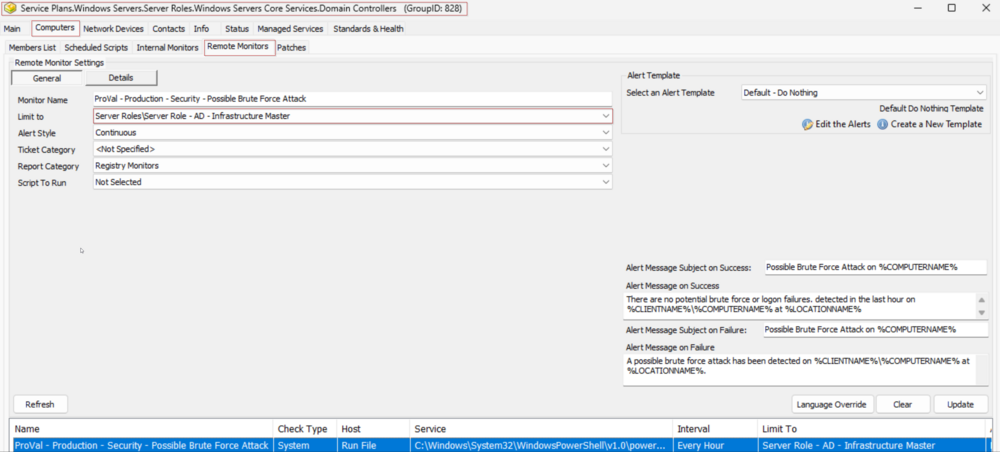 Service Plans.Windows Servers.Server Roles.Windows Servers Core Services.Domain Controllers (GroupID: 828)
Main Computers Network Devices Contacts Info Status Managed Services Standards & Health
Members List Scheduled Scripts Internal Monitors Remote Monitors Patches
Remote Monitor Settings
General Details
Monitor Name ProVal - Production - Security - Possible Brute Force Attack
Limit to Server Roles\Server Role - AD - Infrastructure Master
Alert Style Continuous
Ticket Category <Not Specified>
Report Category Registry Monitors
Script To Run Not Selected
Alert Template
Select an Alert Template Default - Do Nothing
Default Do Nothing Template
Edit the Alerts Create a New Template
Alert Message Subject on Success: Possible Brute Force Attack on %COMPUTERNAME%
Alert Message on Success
There are no potential brute force or logon failures. detected in the last hour on
%CLIENTNAME%\%COMPUTERNAME% at %LOCATIONNAME%
Alert Message Subject on Failure: Possible Brute Force Attack on %COMPUTERNAME%
Alert Message on Failure
A possible brute force attack has been detected on %CLIENTNAME%\%COMPUTERNAME% at
%LOCATIONNAME%.
Refresh Language Override Clear Update
Name Check Type Host Service Interval Limit To
ProVal - Production - Security - Possible Brute Force Attack System Run File C:\Windows\System32\WindowsPowerShell\v1.0\power... Every Hour Server Role - AD - Infrastructure Master